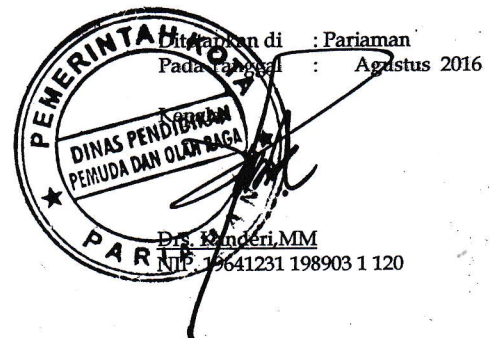 Ditetapkan di : Pariaman
Pada Tanggal : Agustus 2016
Kepala
PEMERINTAH KOTA
DINAS PENDIDIKAN
PEMUDA DAN OLAH RAGA
PARIAMAN
Drs. Kanderi,MM
NIP. 19641231 198903 1 120